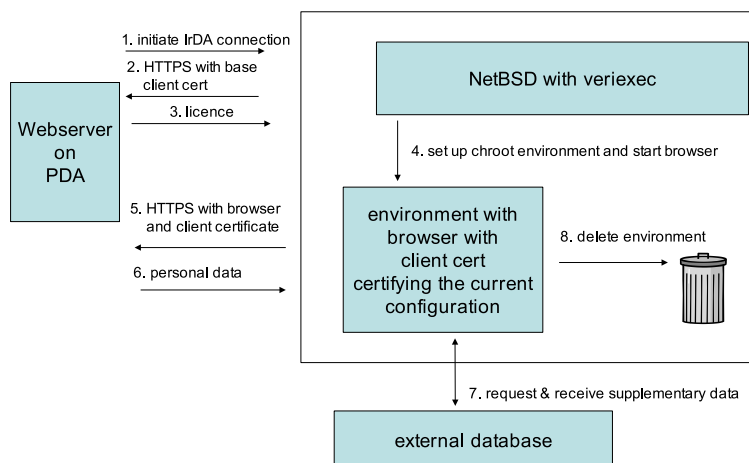 1. initiate IrDA connection
2. HTTPS with base
client cert
3. licence
Webserver
on
PDA
NetBSD with veriexec
4. set up chroot environment and start browser
5. HTTPS with browser
and client certificate
6. personal data
environment with
browser with
client cert
certifying the current
configuration
8. delete environment
7. request & receive supplementary data
external database